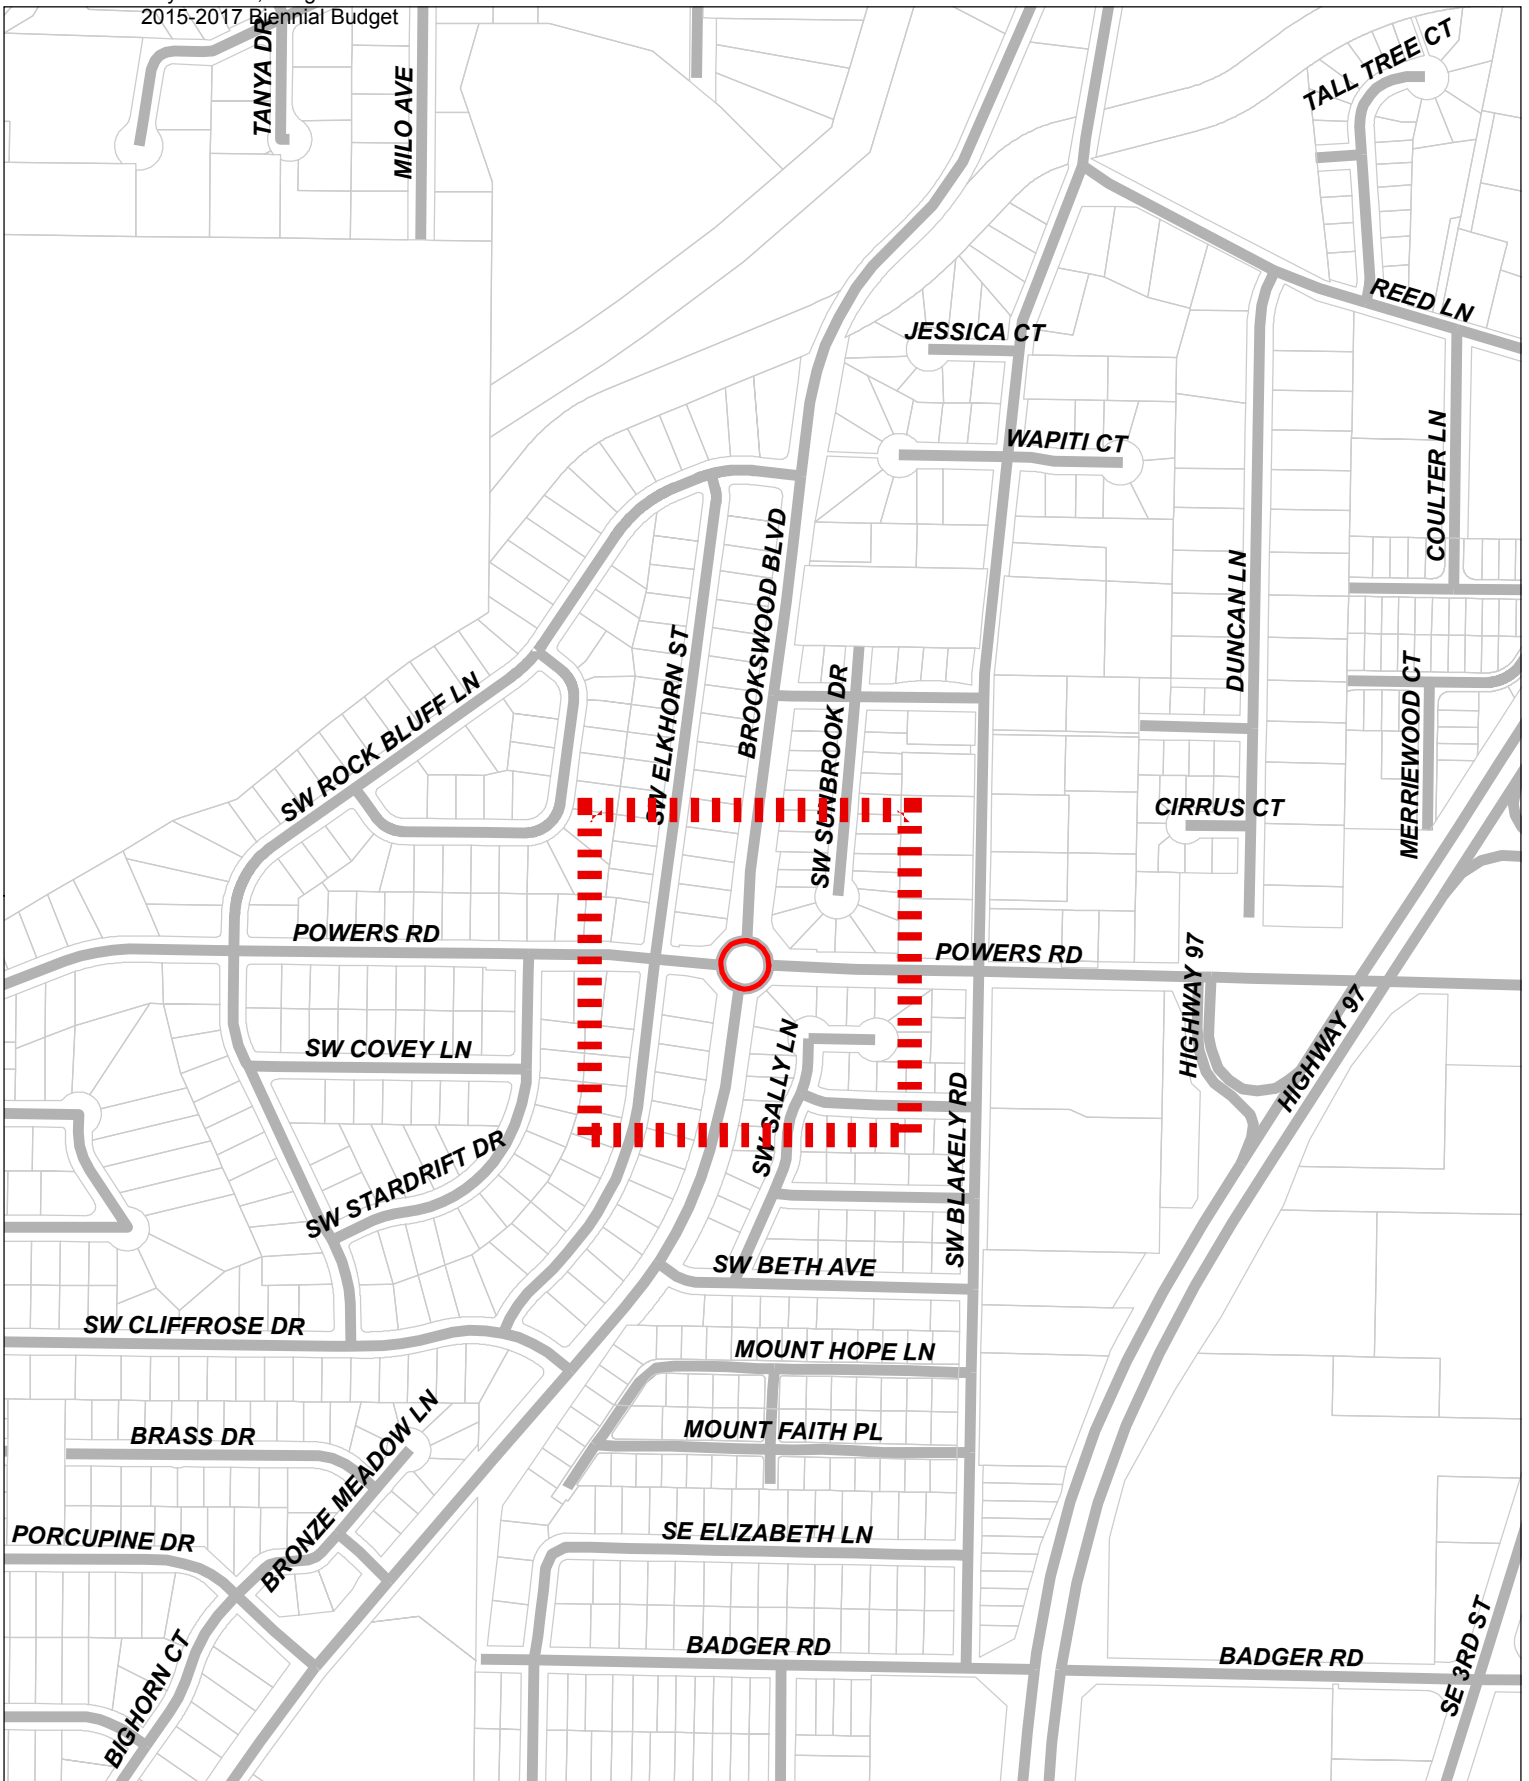 2015-2017 Biennial Budget
TANYA DR
MILO AVE
TALL TREE CT
REED LN
JESSICA CT
WAPITI CT
COULTER LN
BROOKSWOOD BLVD
DUNCAN LN
SW ELKHORN ST
SW ROCK BLUFF LN
SW SUNBROOK DR
MERRIEWOOD CT
CIRRUS CT
POWERS RD
POWERS RD
HIGHWAY 97
HIGHWAY 97
SW COVEY LN
SW SALLY LN
SW BLAKELY RD
SW STARDRIFT DR
SW BETH AVE
SW CLIFFROSE DR
MOUNT HOPE LN
BRASS DR
BRONZE MEADOW LN
MOUNT FAITH PL
PORCUPINE DR
SE ELIZABETH LN
BIGHORN CT
BADGER RD
BADGER RD
SE 3RD ST